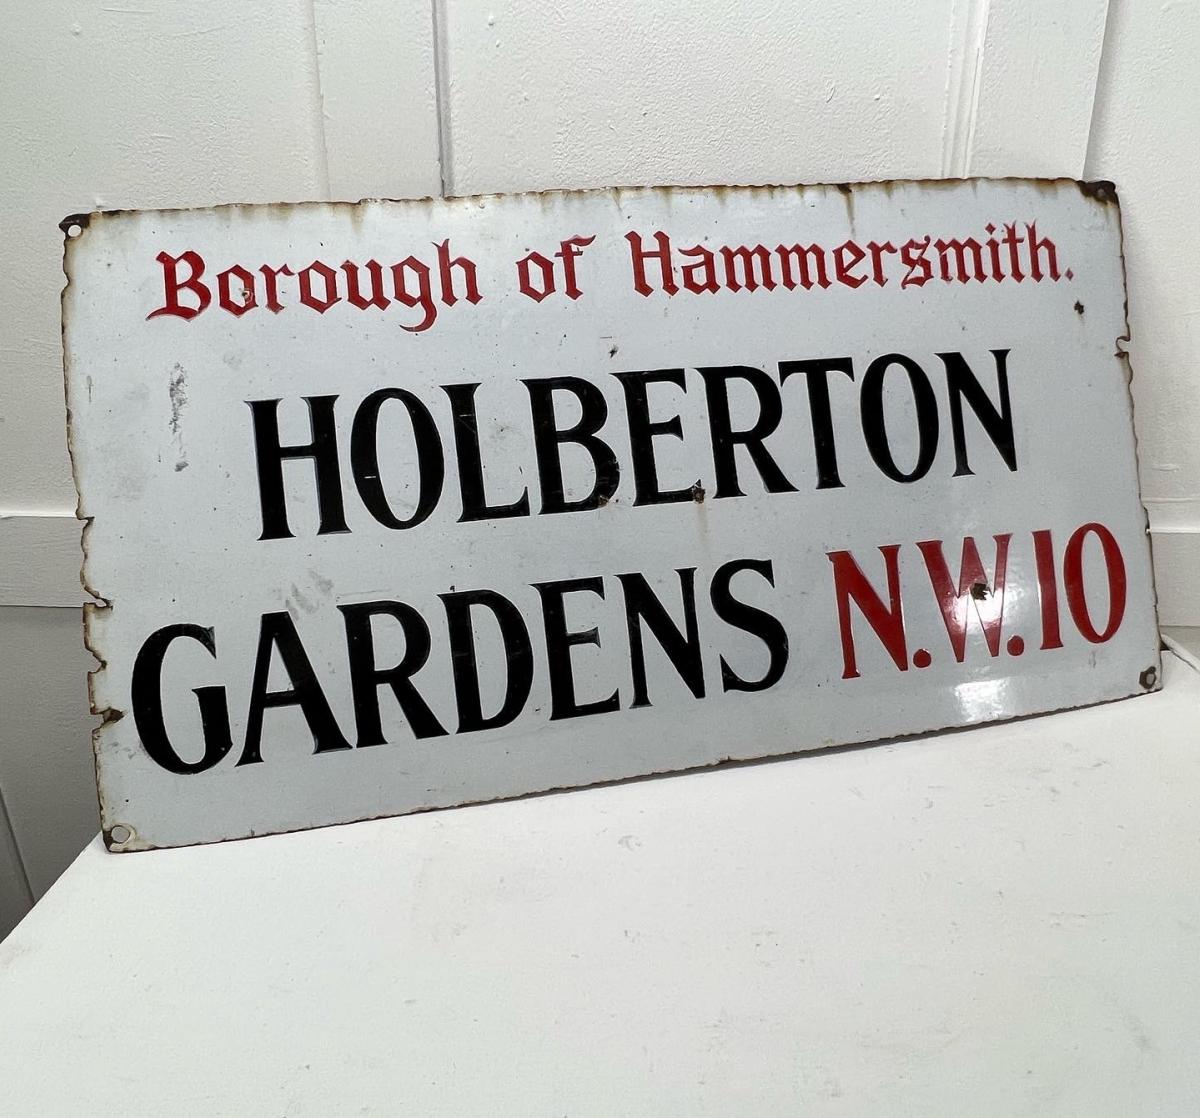 Borough of Hammersmith.
HOLBERTON
GARDENS N.W.10